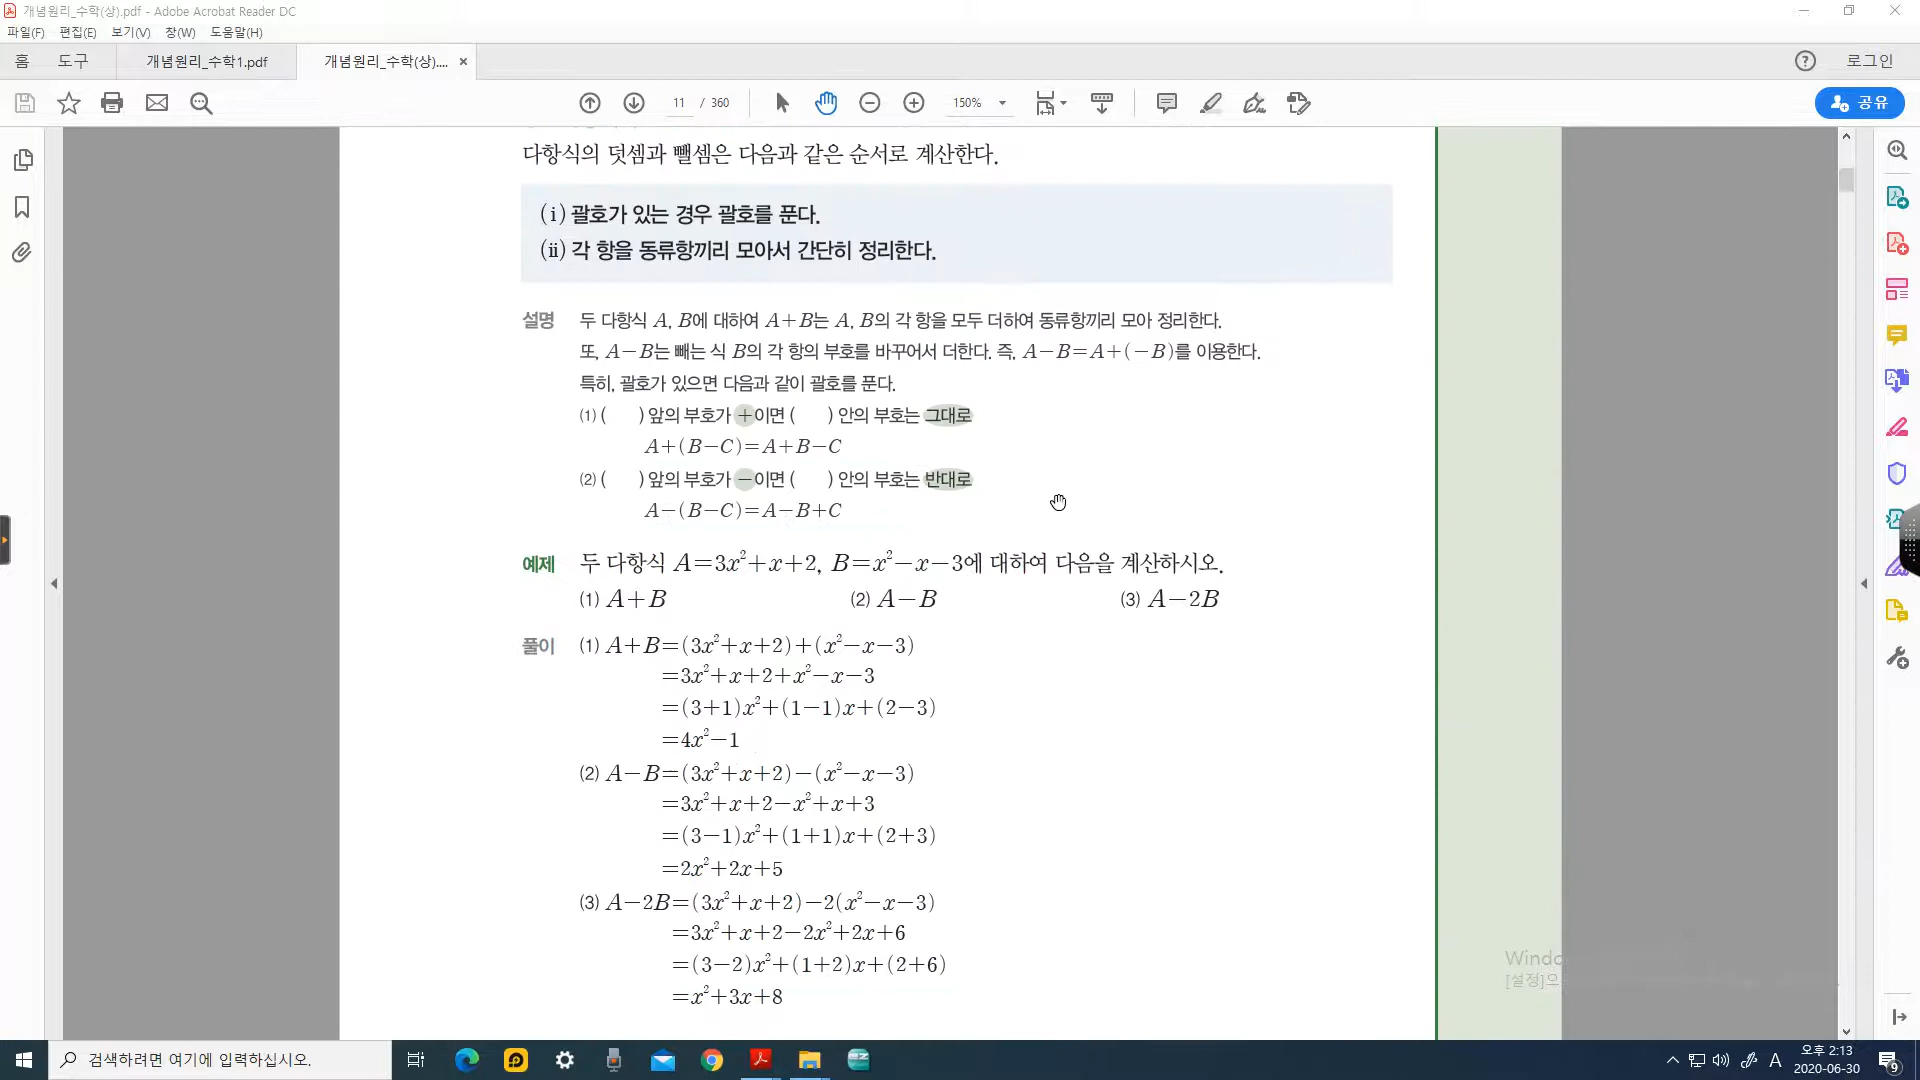 개념원리_수학(상).pdf - Adobe Acrobat Reader DC
파일(F) 편집(E) 보기(V) 창(W) 도움말(H)
홈 도구 개념원리_수학1.pdf 개념원리_수학(상).... × 로그인
11 / 360 150% 공유
다항식의 덧셈과 뺄셈은 다음과 같은 순서로 계산한다.
(ⅰ) 괄호가 있는 경우 괄호를 푼다.
(ⅱ) 각 항을 동류항끼리 모아서 간단히 정리한다.
설명 두 다항식 A, B에 대하여 A+B는 A, B의 각 항을 모두 더하여 동류항끼리 모아 정리한다.
또, A-B는 빼는 식 B의 각 항의 부호를 바꾸어서 더한다. 즉, A-B=A+(-B)를 이용한다.
특히, 괄호가 있으면 다음과 같이 괄호를 푼다.
(1) ( ) 앞의 부호가 +이면 ( ) 안의 부호는 그대로
A+(B-C)=A+B-C
(2) ( ) 앞의 부호가 -이면 ( ) 안의 부호는 반대로
A-(B-C)=A-B+C
예제 두 다항식 A=3x²+x+2, B=x²-x-3에 대하여 다음을 계산하시오.
(1) A+B (2) A-B (3) A-2B
풀이 (1) A+B=(3x²+x+2)+(x²-x-3)
=3x²+x+2+x²-x-3
=(3+1)x²+(1-1)x+(2-3)
=4x²-1
(2) A-B=(3x²+x+2)-(x²-x-3)
=3x²+x+2-x²+x+3
=(3-1)x²+(1+1)x+(2+3)
=2x²+2x+5
(3) A-2B=(3x²+x+2)-2(x²-x-3)
=3x²+x+2-2x²+2x+6
=(3-2)x²+(1+2)x+(2+6)
=x²+3x+8
[설정]으
검색하려면 여기에 입력하십시오.
A 오후 2:13
2020-06-30
9